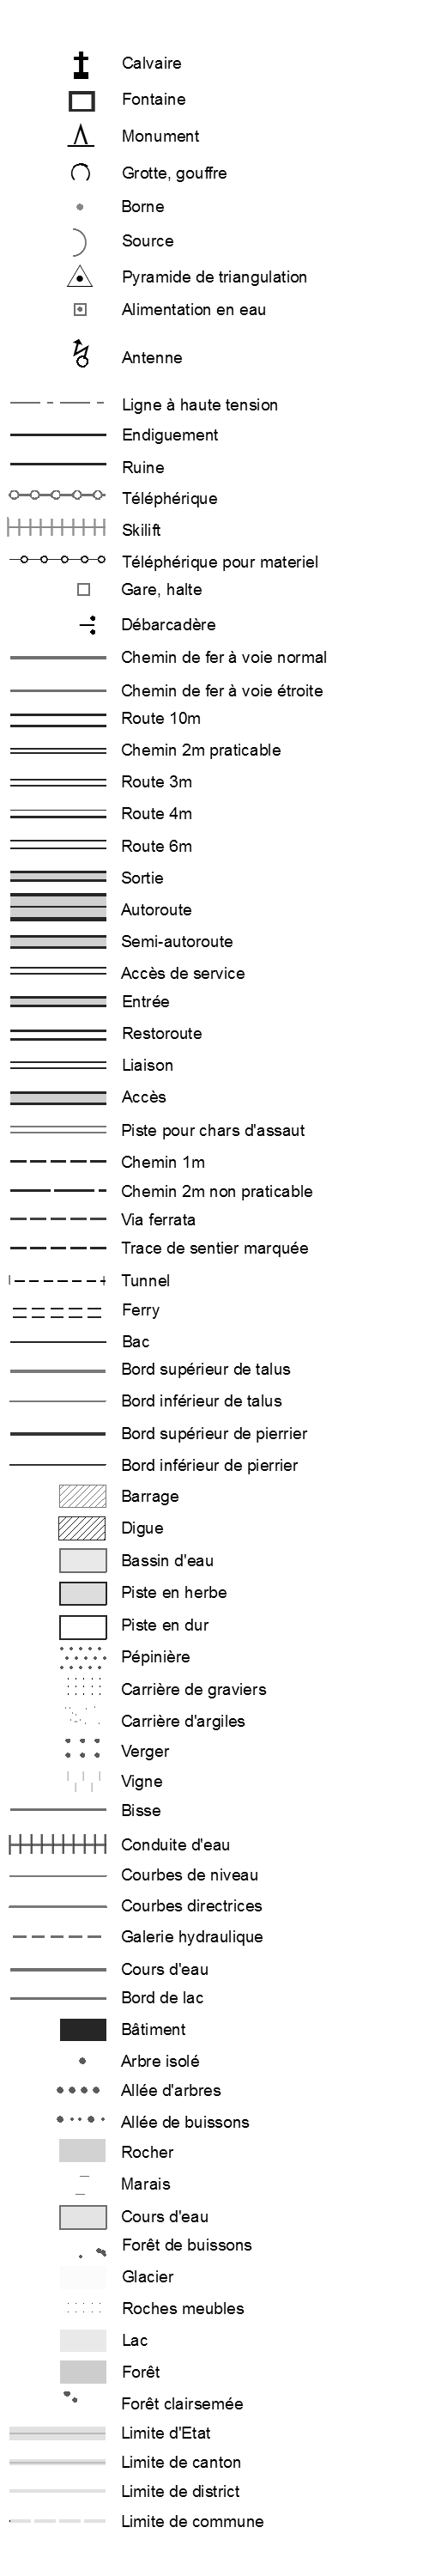 Calvaire
Fontaine
Monument
Grotte, gouffre
Borne
Source
Pyramide de triangulation
Alimentation en eau
Antenne
Ligne à haute tension
Endiguement
Ruine
Téléphérique
Skilift
Téléphérique pour materiel
Gare, halte
Débarcadère
Chemin de fer à voie normal
Chemin de fer à voie étroite
Route 10m
Chemin 2m praticable
Route 3m
Route 4m
Route 6m
Sortie
Autoroute
Semi-autoroute
Accès de service
Entrée
Restoroute
Liaison
Accès
Piste pour chars d'assaut
Chemin 1m
Chemin 2m non praticable
Via ferrata
Trace de sentier marquée
Tunnel
Ferry
Bac
Bord supérieur de talus
Bord inférieur de talus
Bord supérieur de pierrier
Bord inférieur de pierrier
Barrage
Digue
Bassin d'eau
Piste en herbe
Piste en dur
Pépinière
Carrière de graviers
Carrière d'argiles
Verger
Vigne
Bisse
Conduite d'eau
Courbes de niveau
Courbes directrices
Galerie hydraulique
Cours d'eau
Bord de lac
Bâtiment
Arbre isolé
Allée d'arbres
Allée de buissons
Rocher
Marais
Cours d'eau
Forêt de buissons
Glacier
Roches meubles
Lac
Forêt
Forêt clairsemée
Limite d'Etat
Limite de canton
Limite de district
Limite de commune